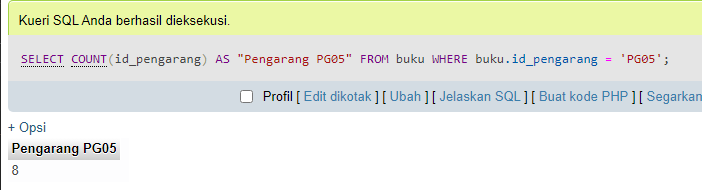 Kueri SQL Anda berhasil dieksekusi.
SELECT COUNT(id_pengarang) AS "Pengarang PG05" FROM buku WHERE buku.id_pengarang = 'PG05';
Profil [ Edit dikotak ] [ Ubah ] [ Jelaskan SQL ] [ Buat kode PHP ] [ Segarkan
+ Opsi
Pengarang PG05
8